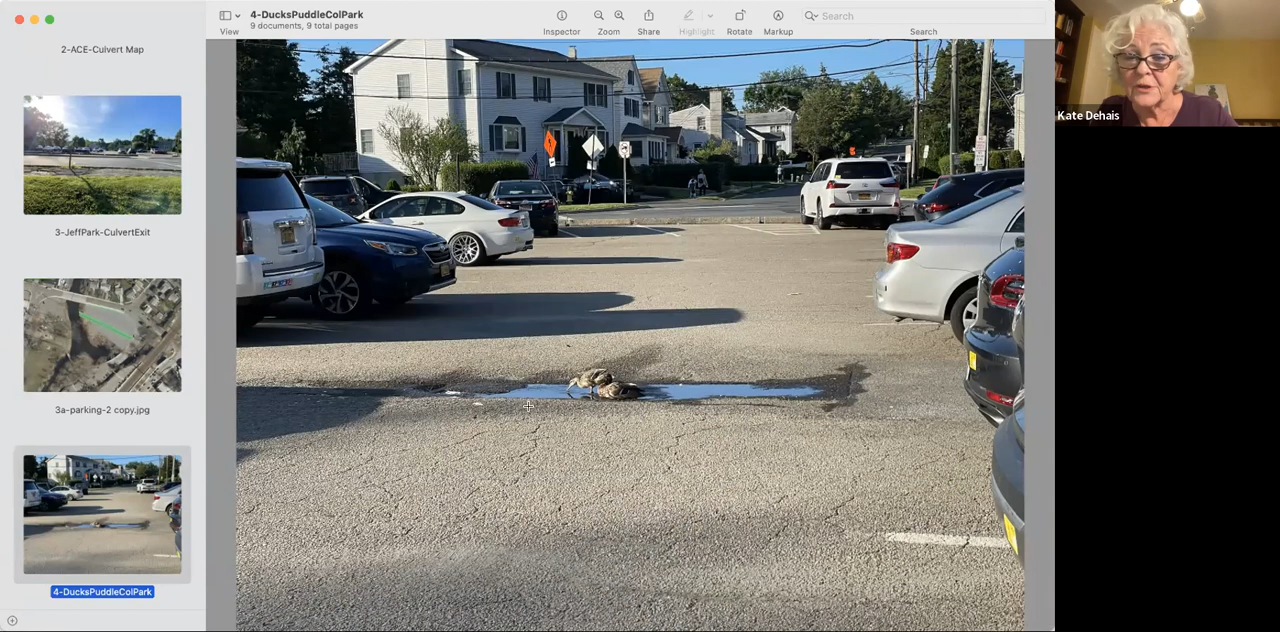 2-ACE-Culvert Map
3-JeffPark-CulvertExit
3a-parking-2 copy.jpg
4-DucksPuddleColPark
View
4-DucksPuddleColPark
9 documents, 9 total pages
Inspector
Zoom
Share
Highlight
Rotate
Markup
Search
Search
Kate Dehais